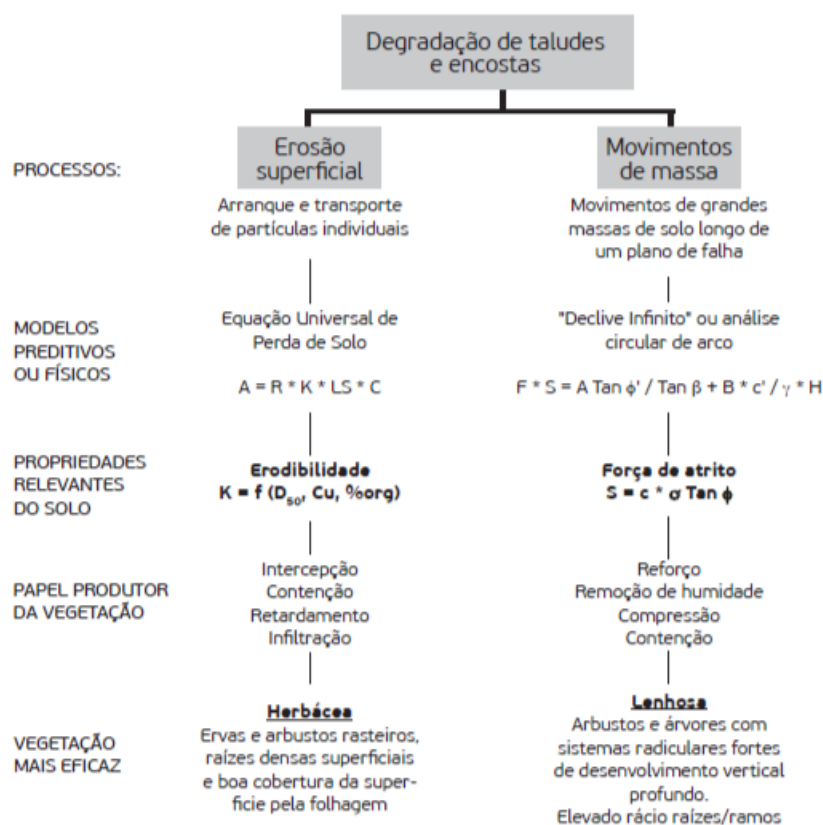 Degradação de taludes
e encostas
PROCESSOS:
Erosão
superficial
Arranque e transporte
de partículas individuais
Movimentos
de massa
Movimentos de grandes
massas de solo longo de
um plano de falha
MODELOS
PREDITIVOS
OU FÍSICOS
Equação Universal de
Perda de Solo
A = R * K * LS * C
"Declive Infinito" ou análise
circular de arco
F * S = A Tan ϕ' / Tan β + B * c' / γ * H
PROPRIEDADES
RELEVANTES
DO SOLO
Erodibilidade
K = f (D₅₀, Cu, %org)
Força de atrito
S = c * σ Tan ϕ
PAPEL PRODUTOR
DA VEGETAÇÃO
Intercepção
Contenção
Retardamento
Infiltração
Reforço
Remoção de humidade
Compressão
Contenção
VEGETAÇÃO
MAIS EFICAZ
Herbácea
Ervas e arbustos rasteiros,
raízes densas superficiais
e boa cobertura da super-
ficie pela folhagem
Lenhosa
Arbustos e árvores com
sistemas radiculares fortes
de desenvolvimento vertical
profundo.
Elevado rácio raízes/ramos